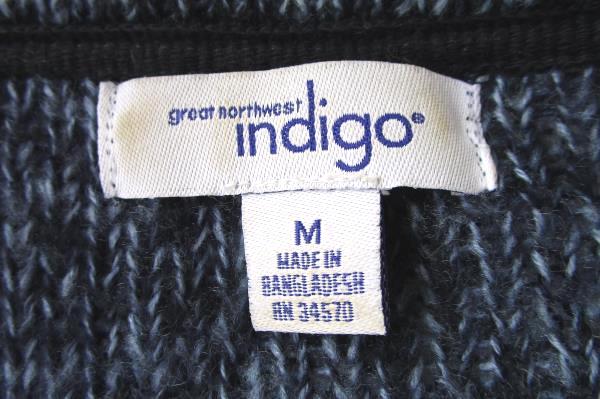 great northwest
indigo®
M
MADE IN
BANGLADESH
RN 34570